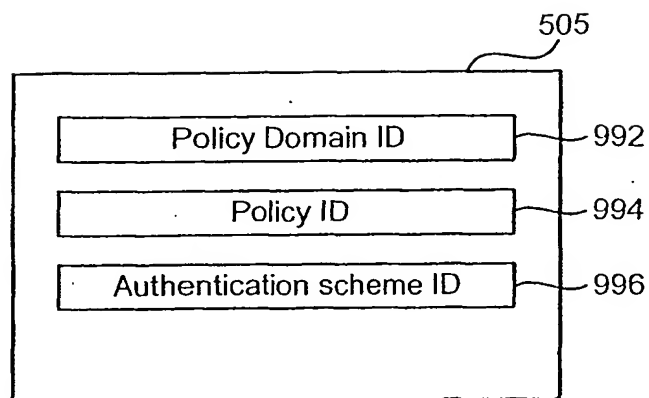 505
Policy Domain ID 992
Policy ID 994
Authentication scheme ID 996